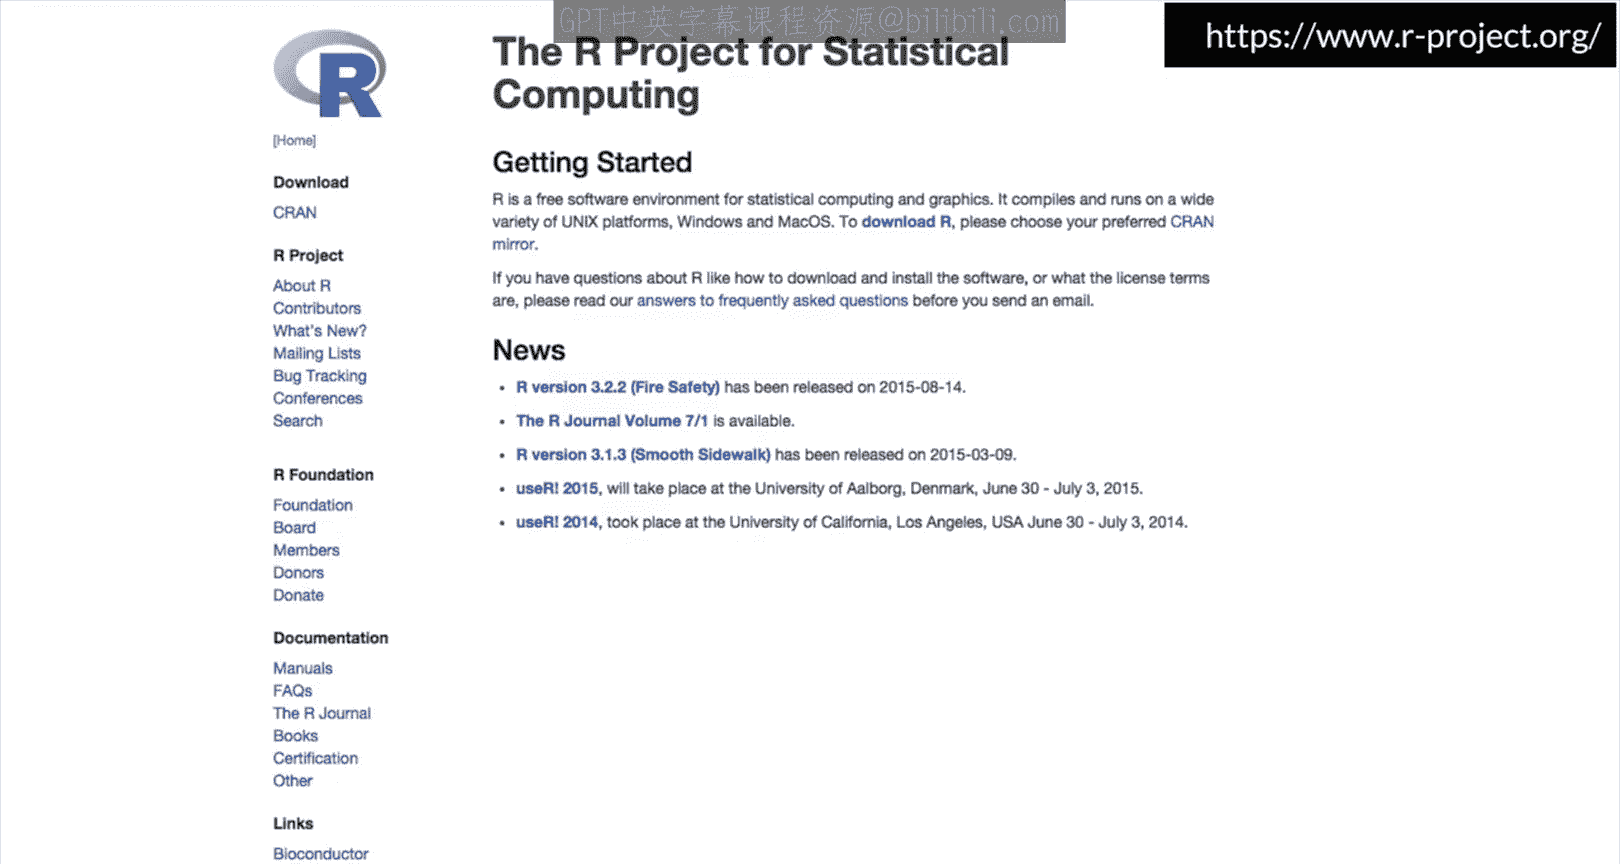 GPT中英字幕课程资源@bilibili.com
https://www.r-project.org/
R
[Home]
Download
CRAN
R Project
About R
Contributors
What's New?
Mailing Lists
Bug Tracking
Conferences
Search
R Foundation
Foundation
Board
Members
Donors
Donate
Documentation
Manuals
FAQs
The R Journal
Books
Certification
Other
Links
Bioconductor
The R Project for Statistical
Computing
Getting Started
R is a free software environment for statistical computing and graphics. It compiles and runs on a wide
variety of UNIX platforms, Windows and MacOS. To download R, please choose your preferred CRAN
mirror.
If you have questions about R like how to download and install the software, or what the license terms
are, please read our answers to frequently asked questions before you send an email.
News
• R version 3.2.2 (Fire Safety) has been released on 2015-08-14.
• The R Journal Volume 7/1 is available.
• R version 3.1.3 (Smooth Sidewalk) has been released on 2015-03-09.
• useR! 2015, will take place at the University of Aalborg, Denmark, June 30 - July 3, 2015.
• useR! 2014, took place at the University of California, Los Angeles, USA June 30 - July 3, 2014.